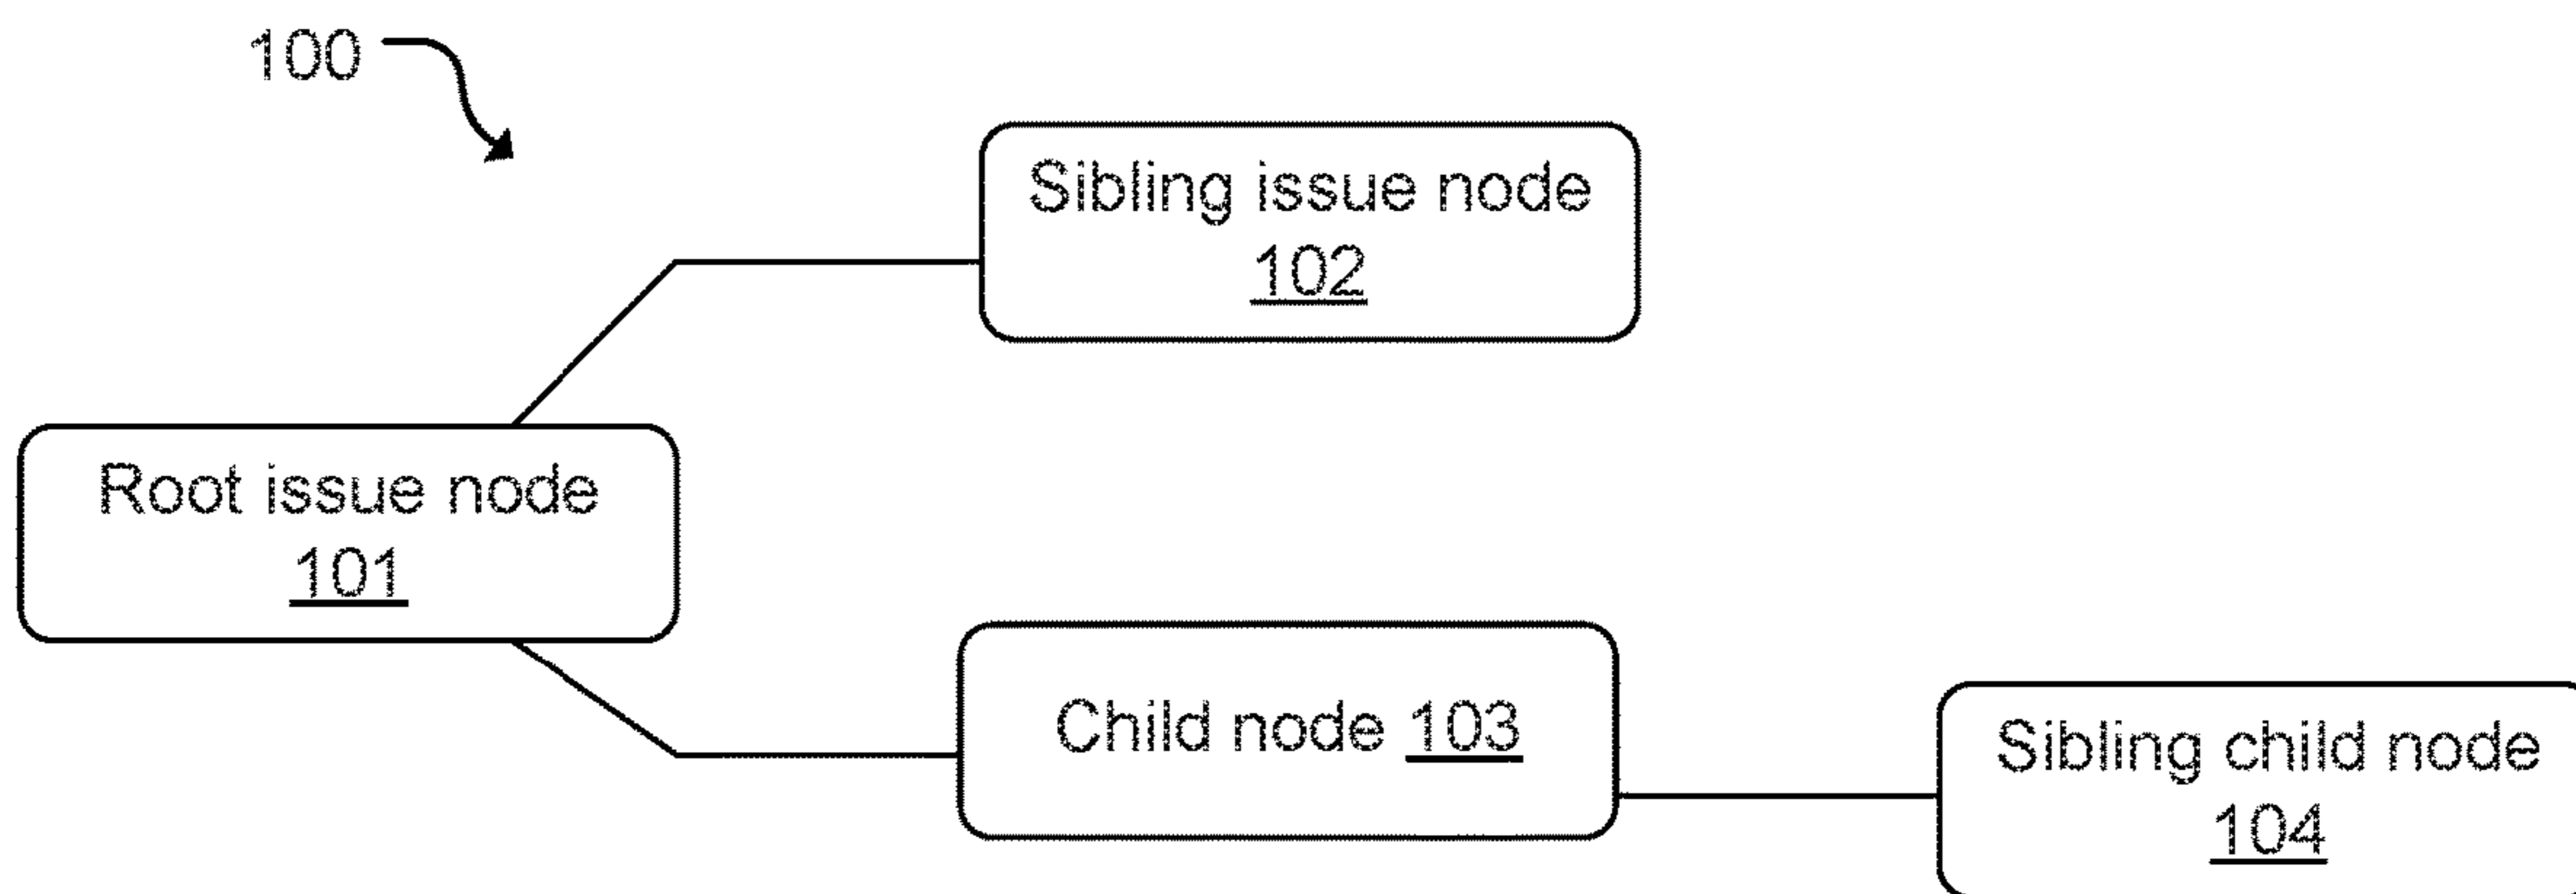 100
Sibling issue node
102
Root issue node
101
Child node 103
Sibling child node
104